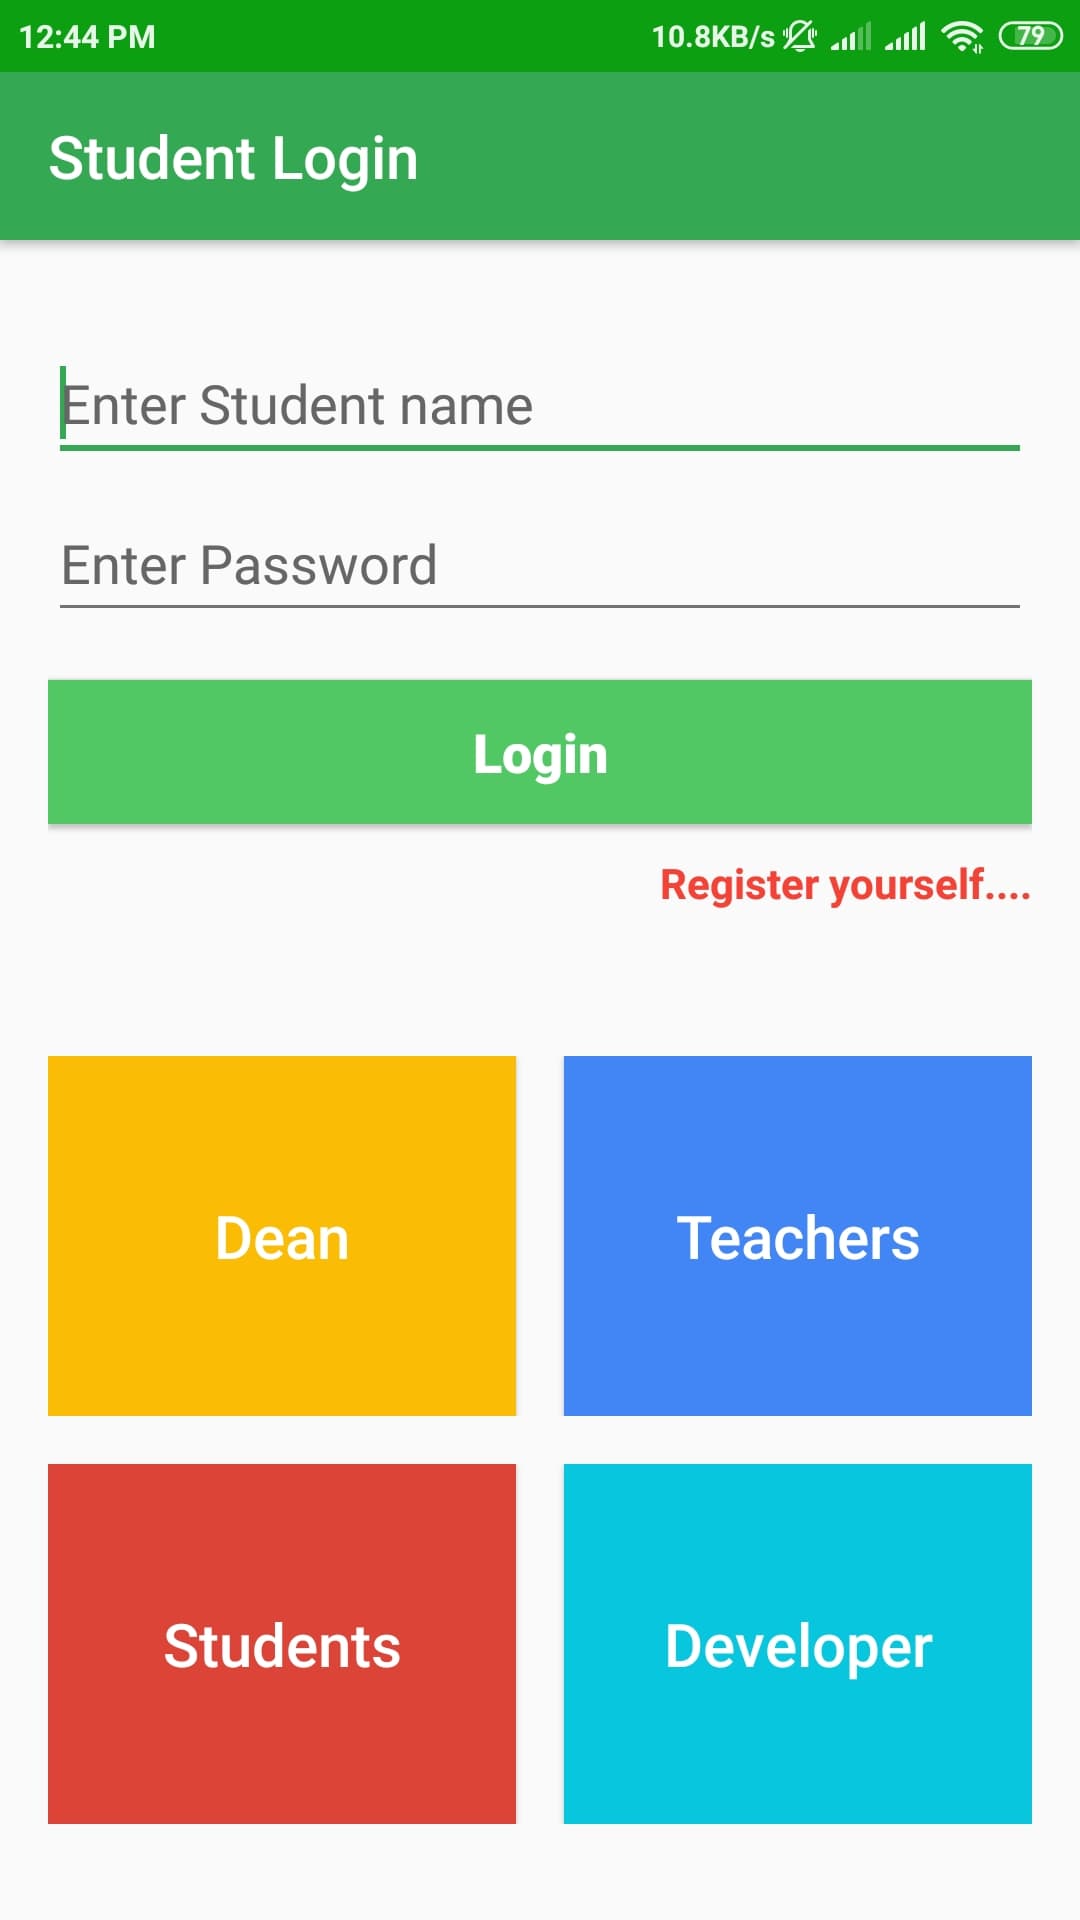 12:44 PM 10.8KB/s 79
Student Login
Enter Student name
Enter Password
Login
Register yourself....
Dean Teachers
Students Developer